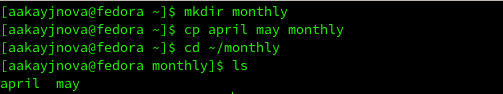 [aakayjnova@fedora ~]$ mkdir monthly
[aakayjnova@fedora ~]$ cp april may monthly
[aakayjnova@fedora ~]$ cd ~/monthly
[aakayjnova@fedora monthly]$ ls
april  may